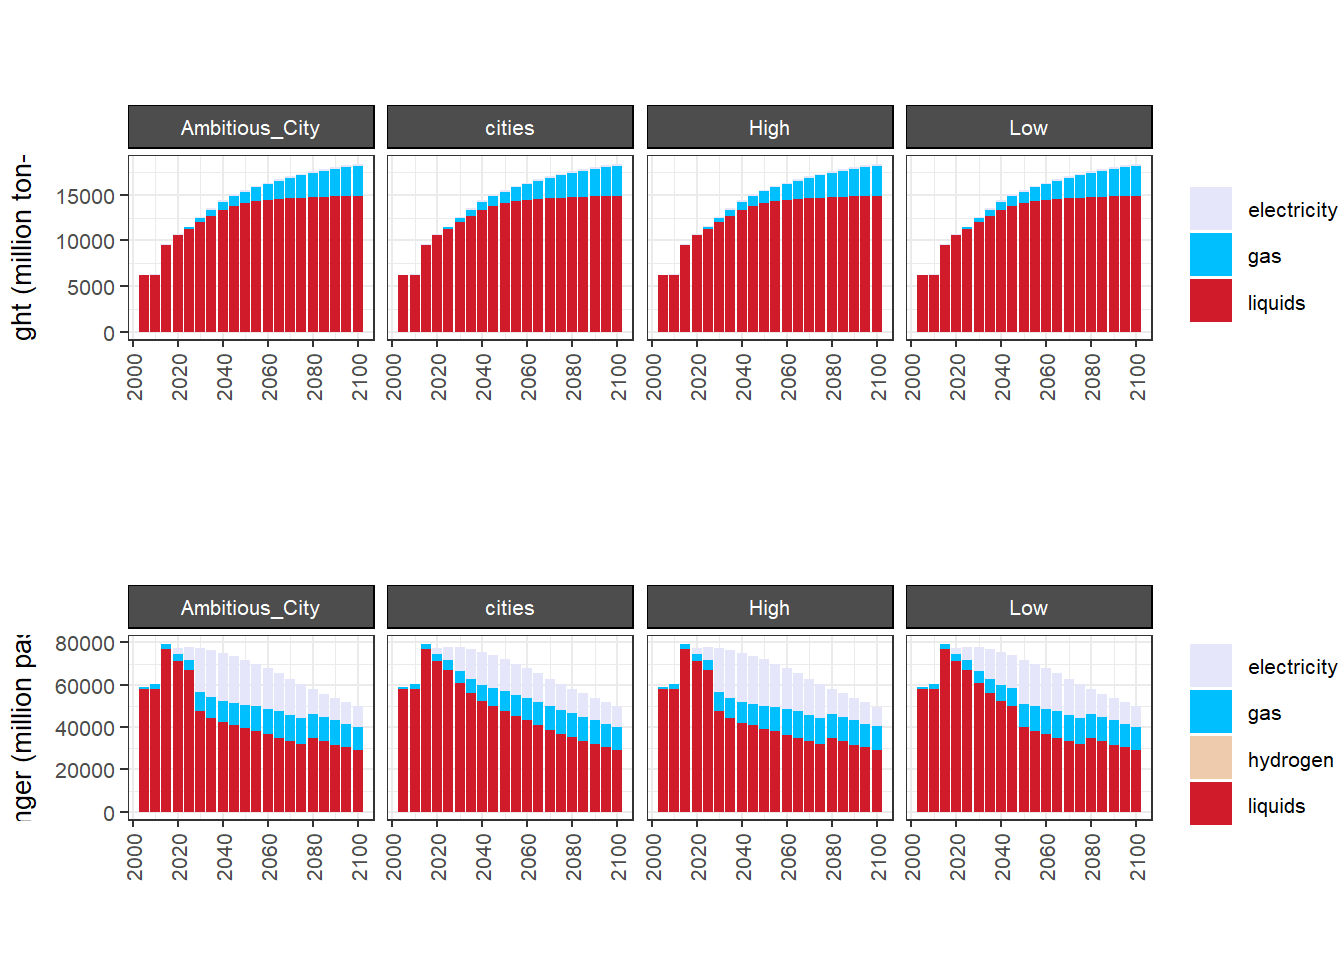 Ambitious_City cities High Low
ght (million ton-
15000
10000
5000
0
2000 2020 2040 2060 2080 2100 2000 2020 2040 2060 2080 2100 2000 2020 2040 2060 2080 2100 2000 2020 2040 2060 2080 2100
electricity
gas
liquids
Ambitious_City cities High Low
nger (million pas
80000
60000
40000
20000
0
2000 2020 2040 2060 2080 2100 2000 2020 2040 2060 2080 2100 2000 2020 2040 2060 2080 2100 2000 2020 2040 2060 2080 2100
electricity
gas
hydrogen
liquids